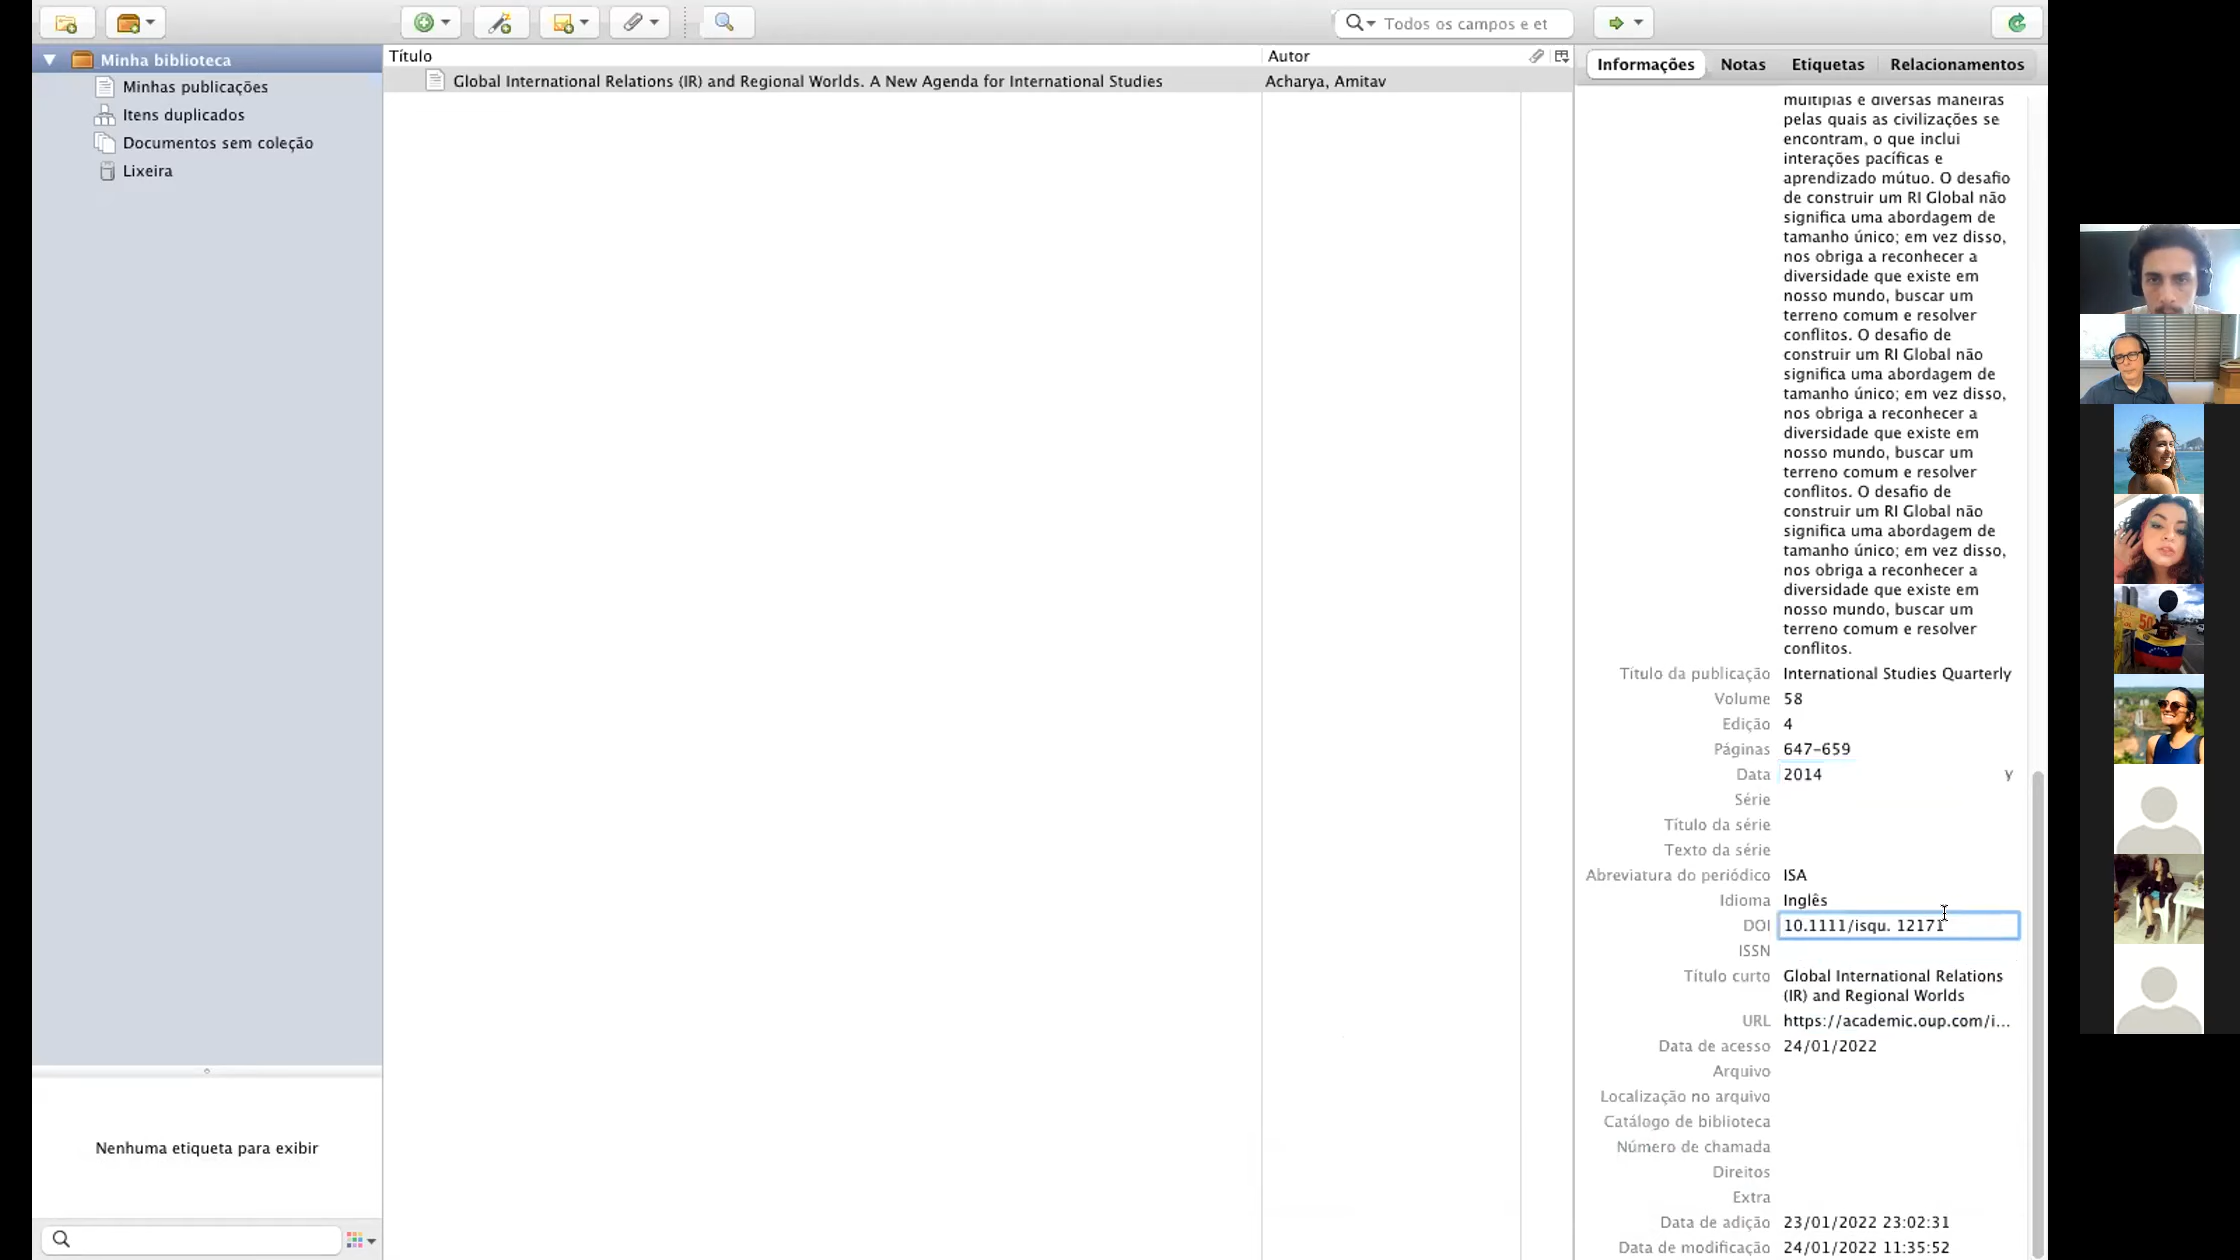 Todos os campos e et
Minha biblioteca
Minhas publicações
Itens duplicados
Documentos sem coleção
Lixeira
Nenhuma etiqueta para exibir
Título
Autor
Global International Relations (IR) and Regional Worlds. A New Agenda for International Studies
Acharya, Amitav
Informações
Notas
Etiquetas
Relacionamentos
múltiplas e diversas maneiras
pelas quais as civilizações se
encontram, o que inclui
interações pacíficas e
aprendizado mútuo. O desafio
de construir um RI Global não
significa uma abordagem de
tamanho único; em vez disso,
nos obriga a reconhecer a
diversidade que existe em
nosso mundo, buscar um
terreno comum e resolver
conflitos. O desafio de
construir um RI Global não
significa uma abordagem de
tamanho único; em vez disso,
nos obriga a reconhecer a
diversidade que existe em
nosso mundo, buscar um
terreno comum e resolver
conflitos. O desafio de
construir um RI Global não
significa uma abordagem de
tamanho único; em vez disso,
nos obriga a reconhecer a
diversidade que existe em
nosso mundo, buscar um
terreno comum e resolver
conflitos.
Título da publicação International Studies Quarterly
Volume 58
Edição 4
Páginas 647-659
Data 2014 y
Série
Título da série
Texto da série
Abreviatura do periódico ISA
Idioma Inglês
DOI 10.1111/isqu. 12171
ISSN
Título curto Global International Relations
(IR) and Regional Worlds
URL https://academic.oup.com/i...
Data de acesso 24/01/2022
Arquivo
Localização no arquivo
Catálogo de biblioteca
Número de chamada
Direitos
Extra
Data de adição 23/01/2022 23:02:31
Data de modificação 24/01/2022 11:35:52
50